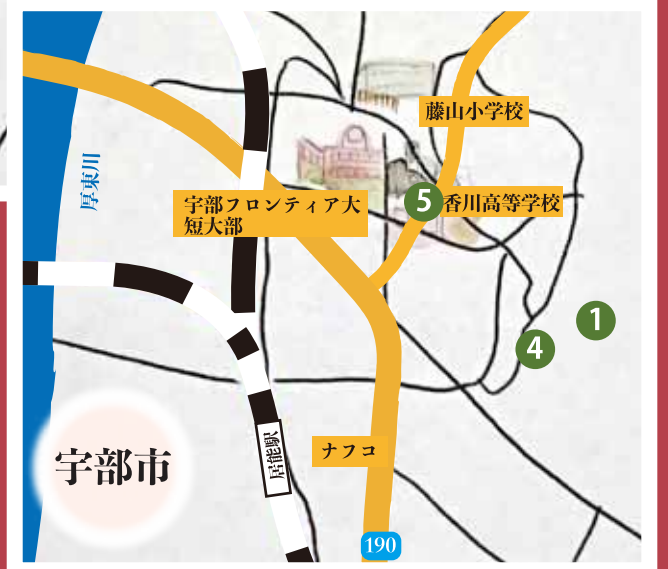 藤山小学校
厚東川
宇部フロンティア大
短大部
5
香川高等学校
1
4
ナフコ
居能駅
宇部市
190